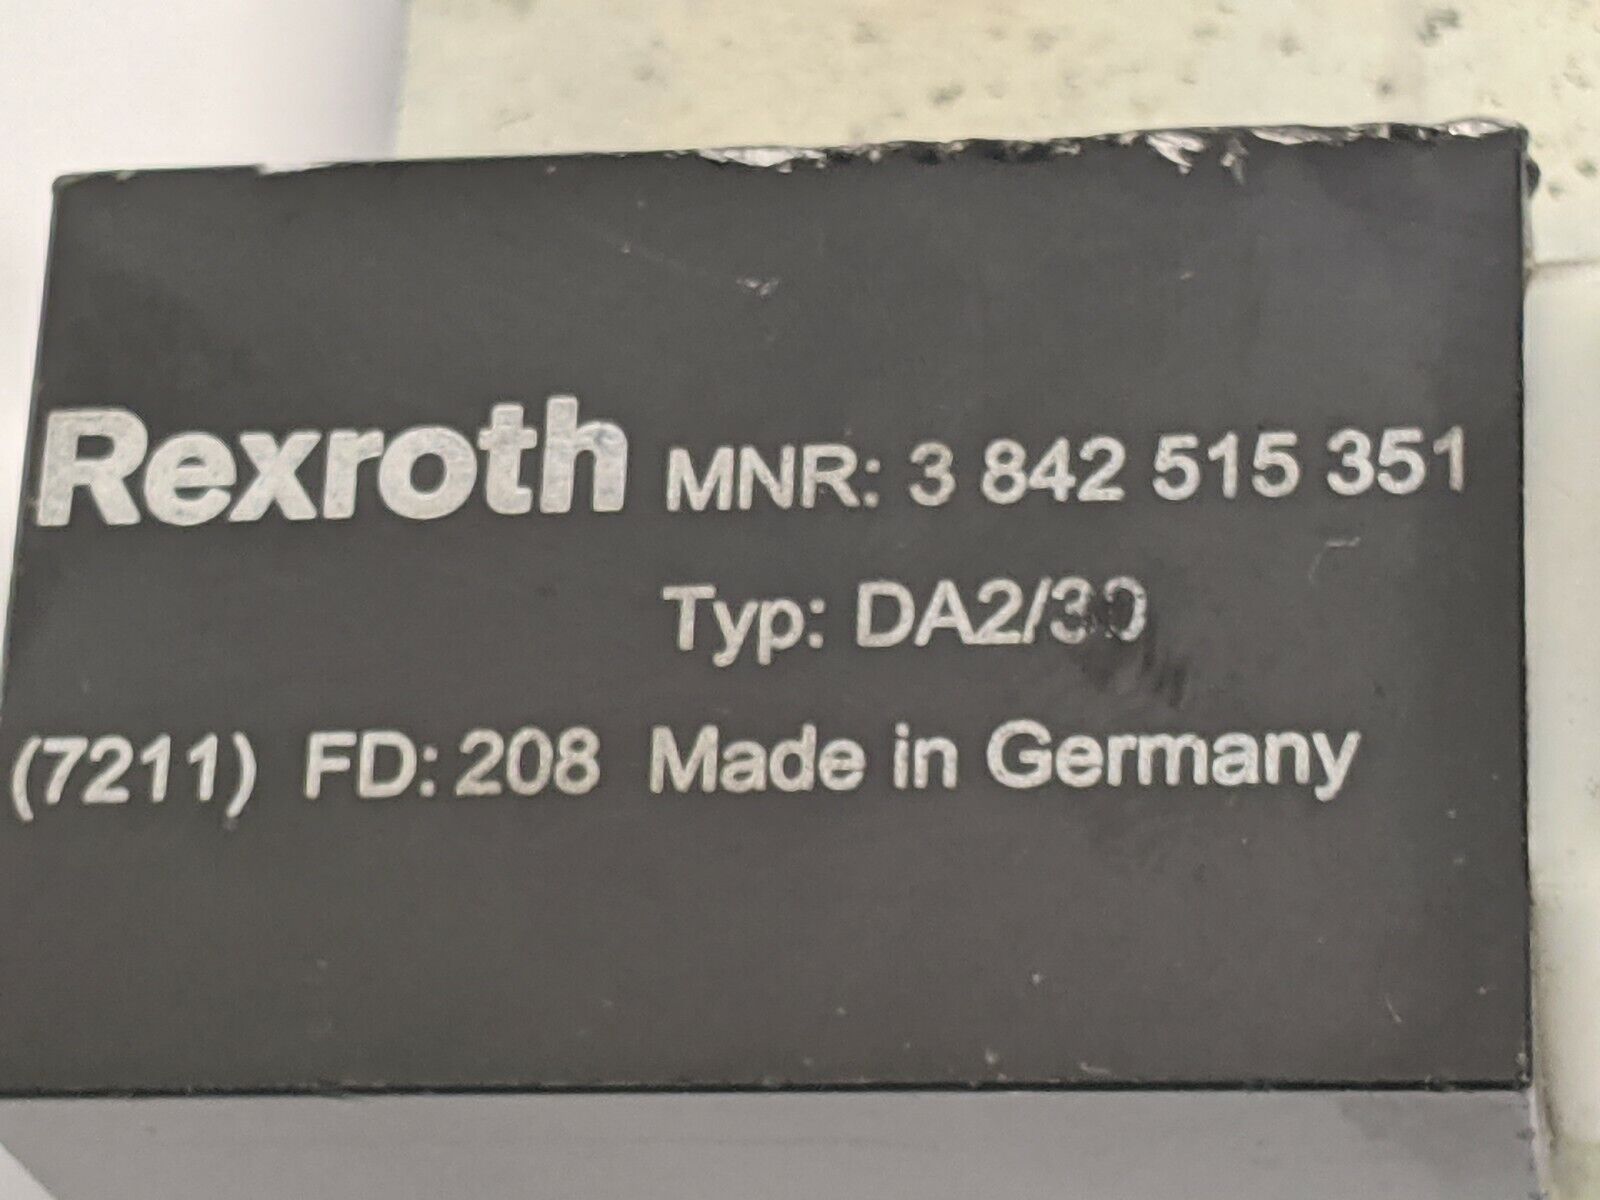 Rexroth MNR: 3 842 515 351
Typ: DA2/30
(7211) FD: 208 Made in Germany